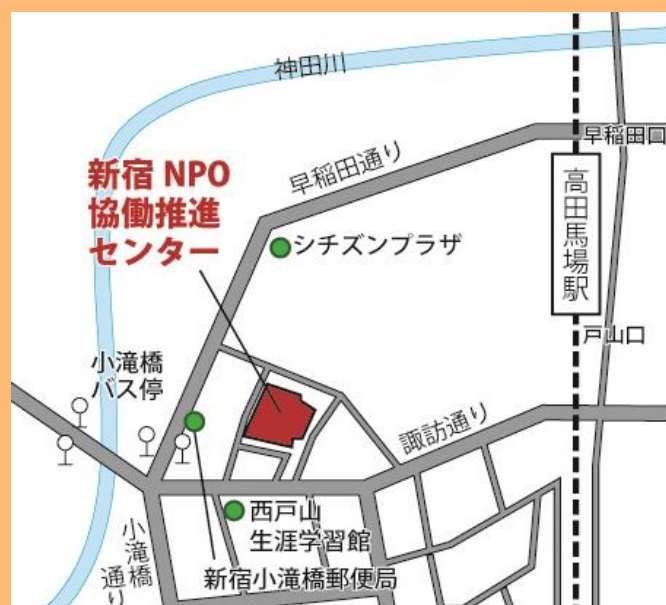 神田川
早稲田口
早稲田通り
新宿 NPO
協働推進
センター
高田馬場駅
シチズンプラザ
戸山口
小滝橋
バス停
諏訪通り
西戸山
生涯学習館
小滝橋
通り
新宿小滝橋郵便局